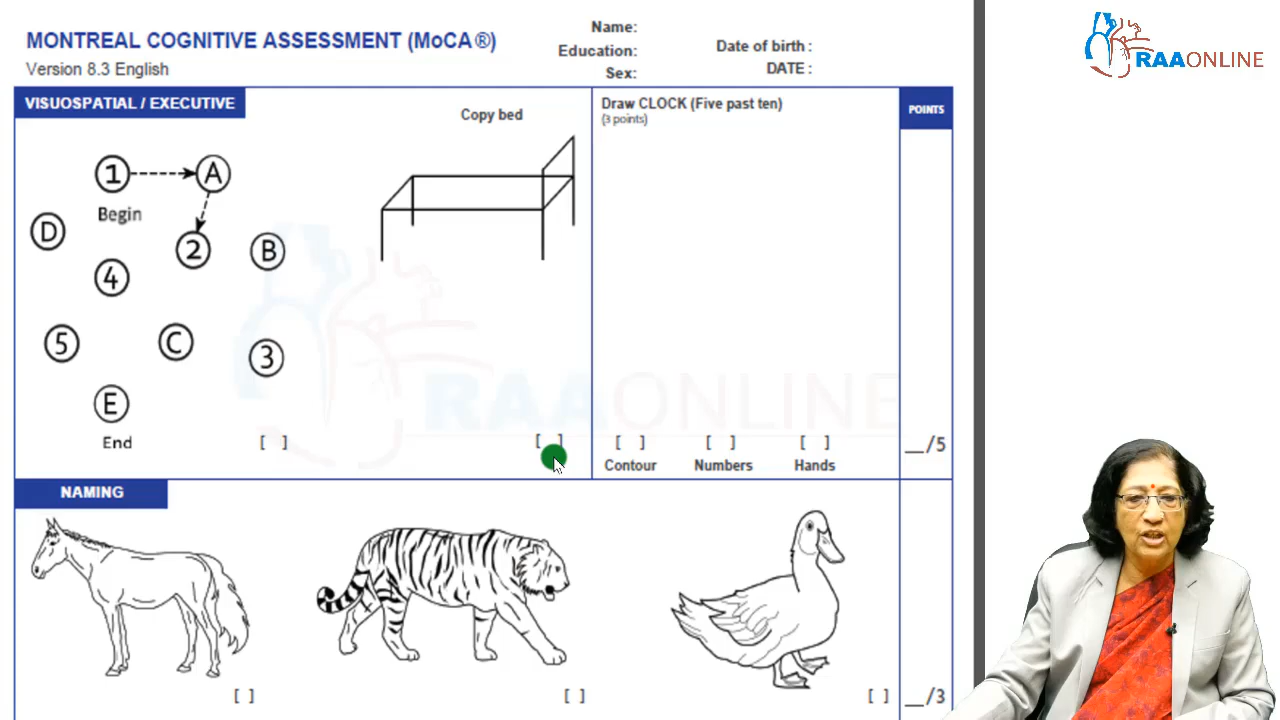 MONTREAL COGNITIVE ASSESSMENT (MoCA®)
Version 8.3 English
Name:
Education:
Sex:
Date of birth :
DATE :
RAAONLINE
VISUOSPATIAL / EXECUTIVE
Copy bed
Draw CLOCK (Five past ten)
(3 points)
POINTS
1
A
Begin
D
2
B
4
5
C
3
E
End
[ ]
[ ]
[ ]
[ ]
[ ]
Contour
Numbers
Hands
__/5
RAAONLINE
NAMING
[ ]
[ ]
[ ]
__/3